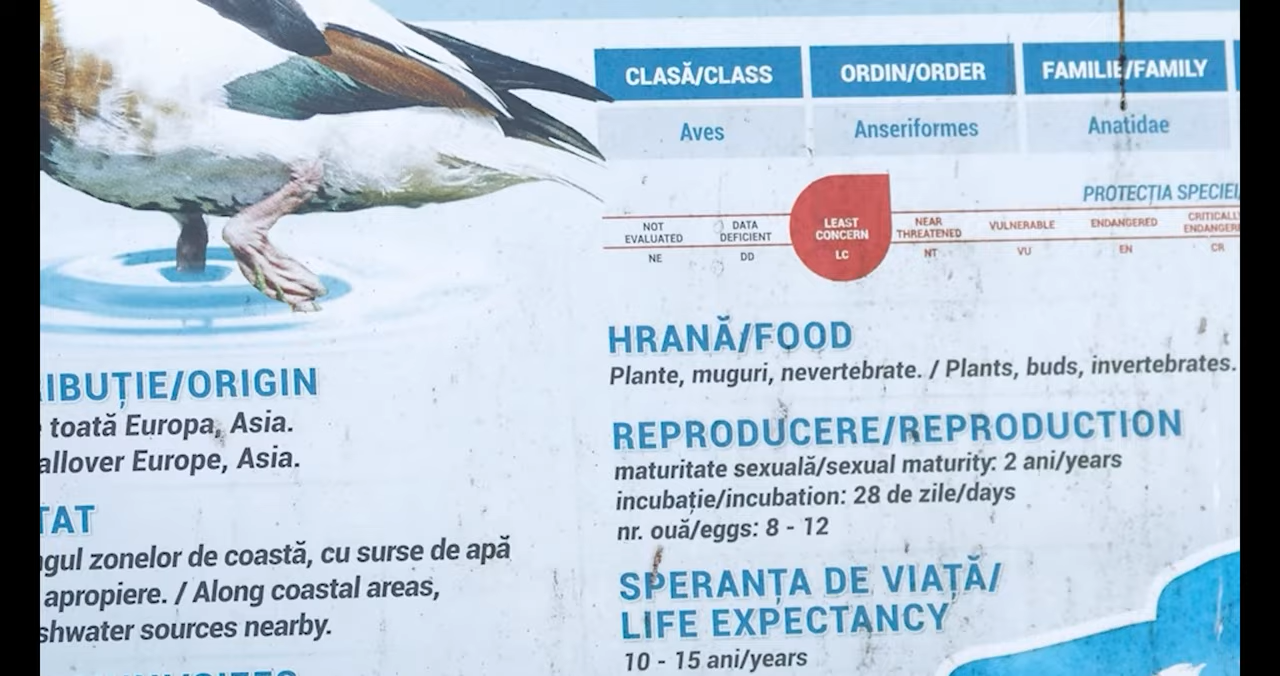 CLASĂ/CLASS
ORDIN/ORDER
FAMILIE/FAMILY
Aves
Anseriformes
Anatidae
PROTECȚIA SPECIEI
NOT EVALUATED
NE
DATA DEFICIENT
DD
LEAST CONCERN
LC
NEAR THREATENED
NT
VULNERABLE
VU
ENDANGERED
EN
CRITICALLY
CR
IBUȚIE/ORIGIN
toată Europa, Asia.
allover Europe, Asia.
TAT
gul zonelor de coastă, cu surse de apă
apropiere. / Along coastal areas,
shwater sources nearby.
HRANĂ/FOOD
Plante, muguri, nevertebrate. / Plants, buds, invertebrates.
REPRODUCERE/REPRODUCTION
maturitate sexuală/sexual maturity: 2 ani/years
incubație/incubation: 28 de zile/days
nr. ouă/eggs: 8 - 12
SPERANȚA DE VIAȚĂ/
LIFE EXPECTANCY
10 - 15 ani/years